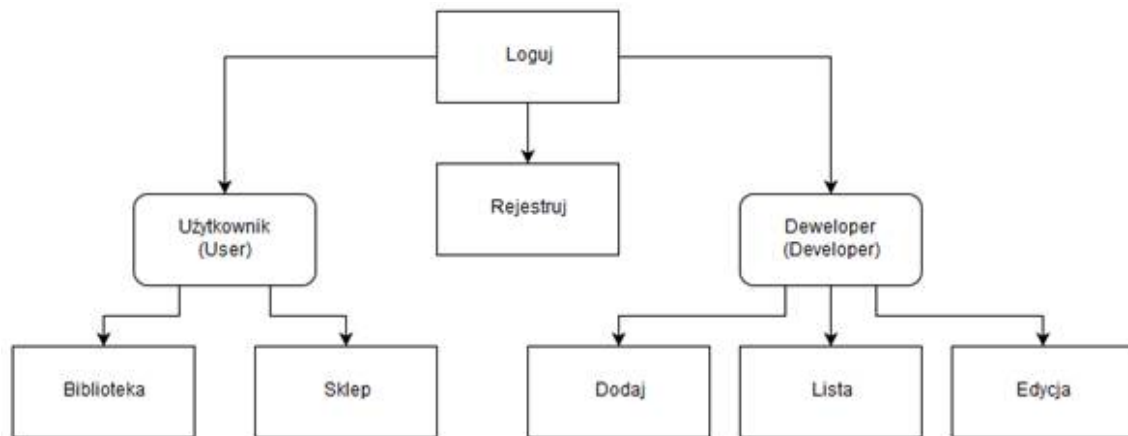 Loguj
Rejestruj
Użytkownik
(User)
Deweloper
(Developer)
Biblioteka
Sklep
Dodaj
Lista
Edycja